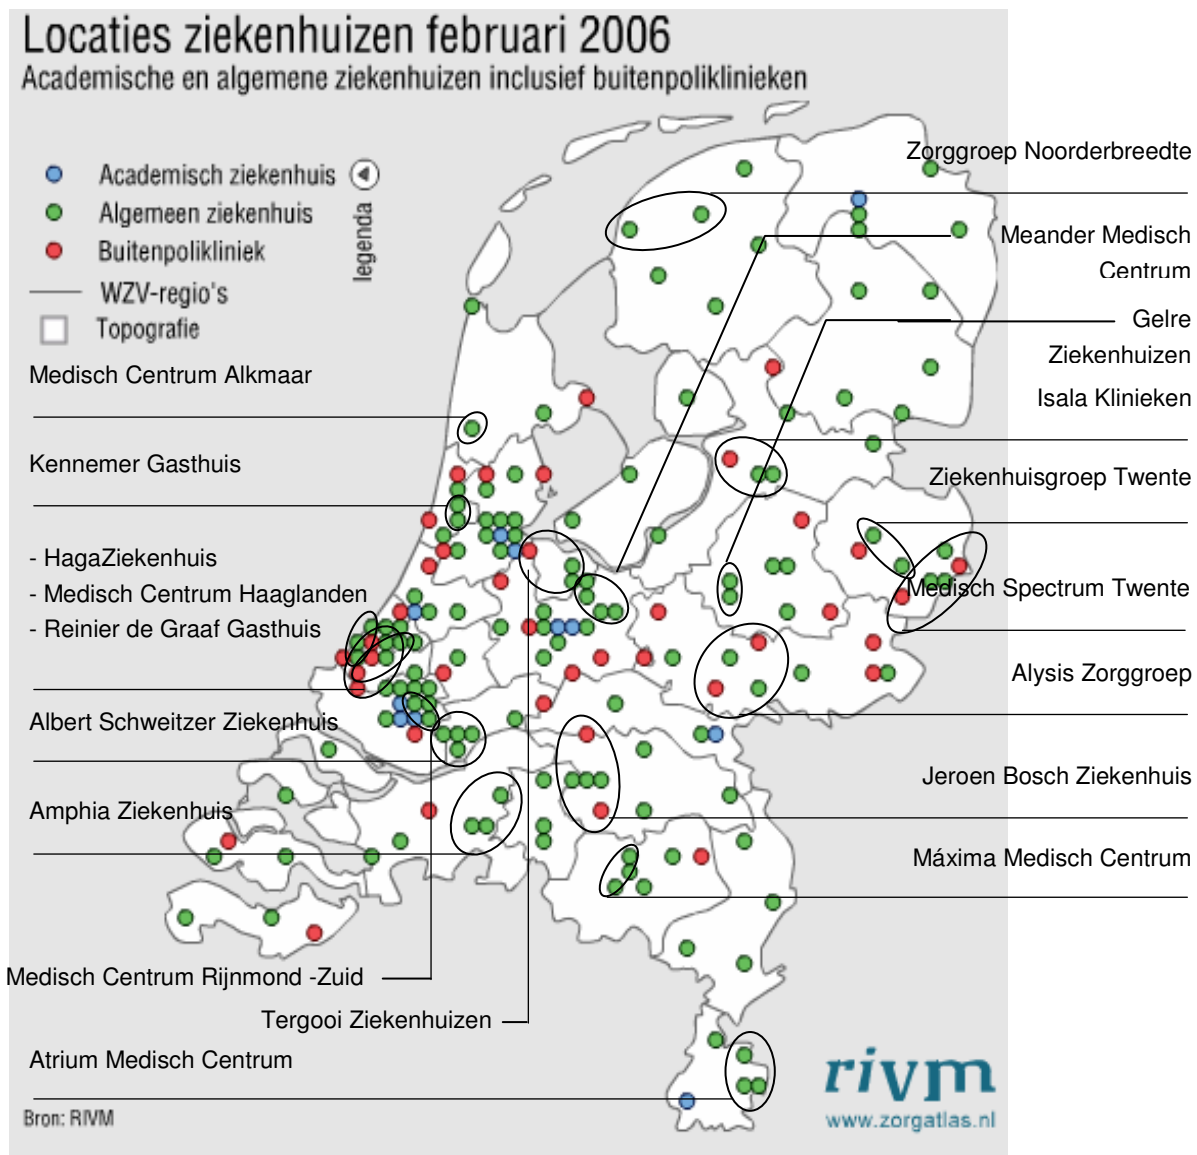 Locaties ziekenhuizen februari 2006
Academische en algemene ziekenhuizen inclusief buitenpoliklinieken
Academisch ziekenhuis
Algemeen ziekenhuis
Buitenpolikliniek
WZV-regio's
Topografie
legenda
Medisch Centrum Alkmaar
Kennemer Gasthuis
- HagaZiekenhuis
- Medisch Centrum Haaglanden
- Reinier de Graaf Gasthuis
Albert Schweitzer Ziekenhuis
Amphia Ziekenhuis
Medisch Centrum Rijnmond -Zuid
Tergooi Ziekenhuizen
Atrium Medisch Centrum
Bron: RIVM
Zorggroep Noorderbreedte
Meander Medisch
Centrum
Gelre
Ziekenhuizen
Isala Klinieken
Ziekenhuisgroep Twente
Medisch Spectrum Twente
Alysis Zorggroep
Jeroen Bosch Ziekenhuis
Máxima Medisch Centrum
rivm
www.zorgatlas.nl